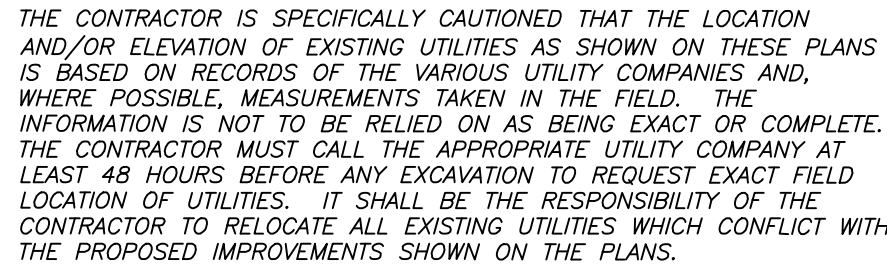 THE CONTRACTOR IS SPECIFICALLY CAUTIONED THAT THE LOCATION
AND/OR ELEVATION OF EXISTING UTILITIES AS SHOWN ON THESE PLANS
IS BASED ON RECORDS OF THE VARIOUS UTILITY COMPANIES AND,
WHERE POSSIBLE, MEASUREMENTS TAKEN IN THE FIELD.  THE
INFORMATION IS NOT TO BE RELIED ON AS BEING EXACT OR COMPLETE.
THE CONTRACTOR MUST CALL THE APPROPRIATE UTILITY COMPANY AT
LEAST 48 HOURS BEFORE ANY EXCAVATION TO REQUEST EXACT FIELD
LOCATION OF UTILITIES.  IT SHALL BE THE RESPONSIBILITY OF THE
CONTRACTOR TO RELOCATE ALL EXISTING UTILITIES WHICH CONFLICT WITH
THE PROPOSED IMPROVEMENTS SHOWN ON THE PLANS.